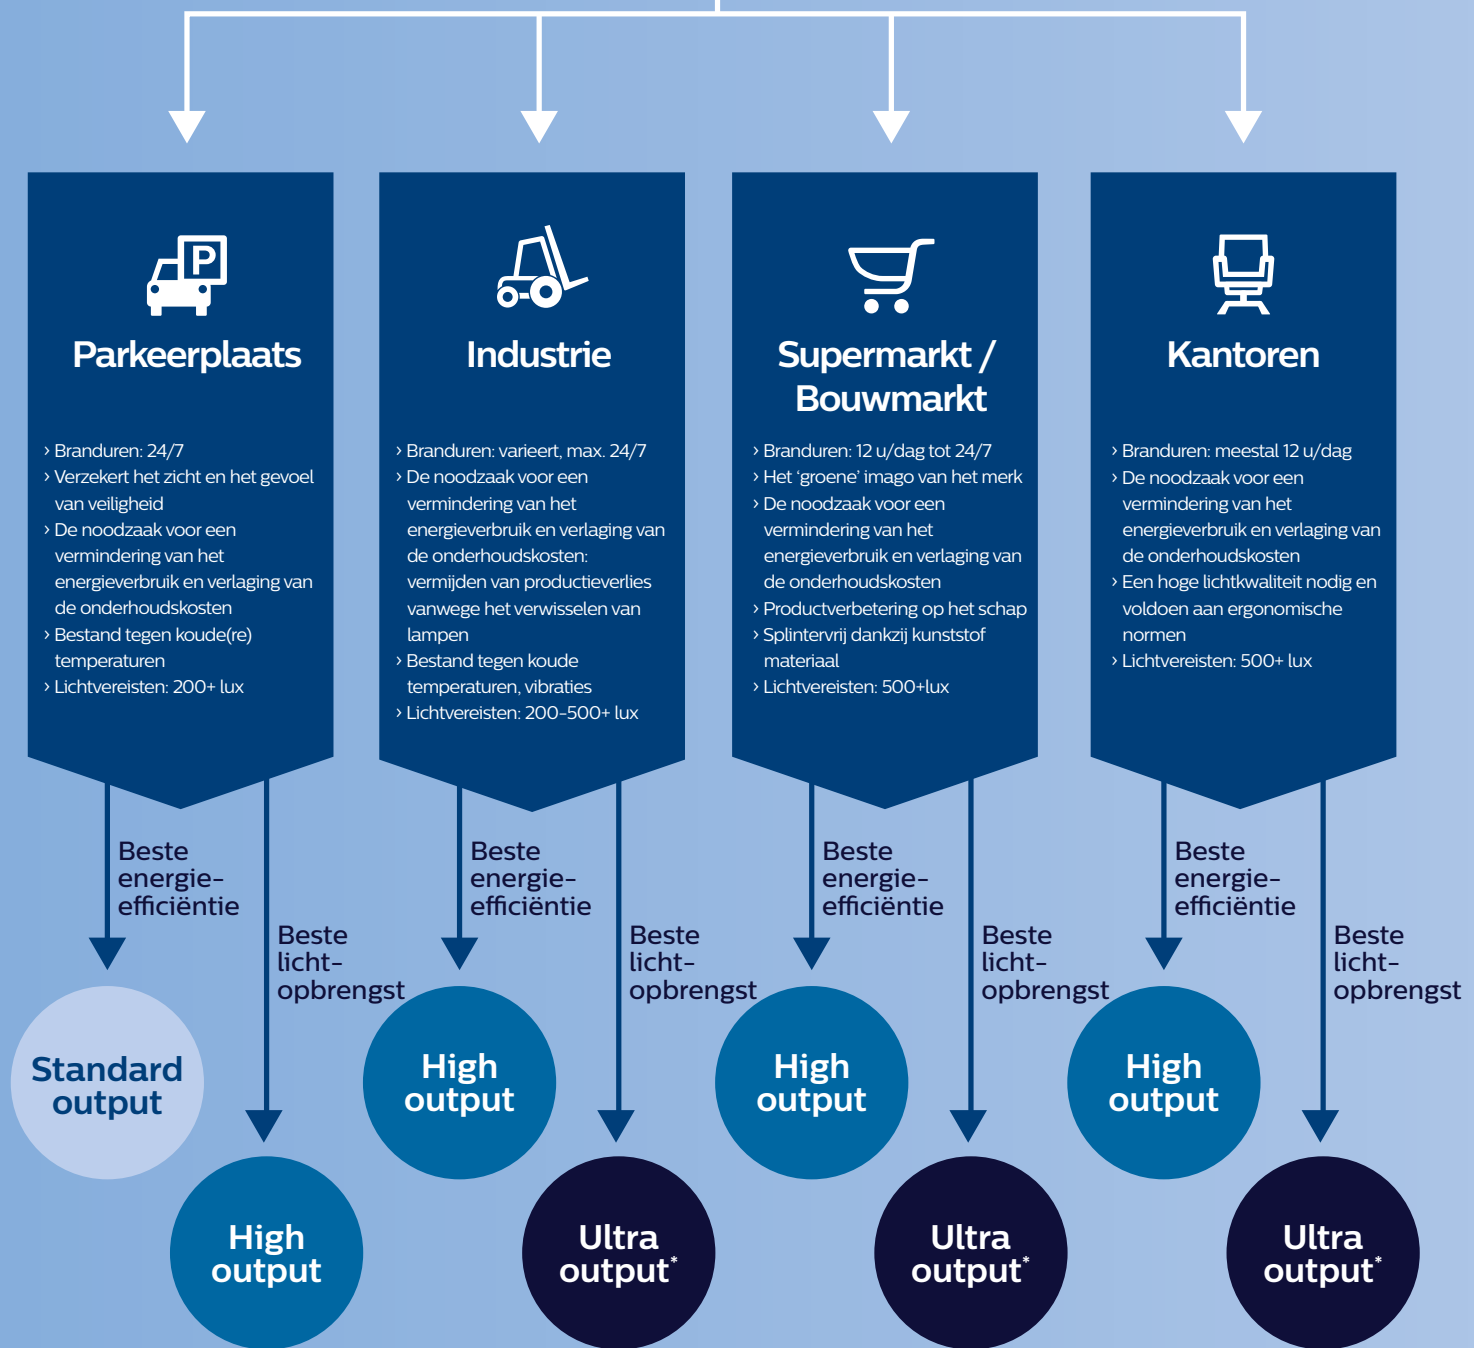 P
Parkeerplaats
› Branduren: 24/7
› Verzekert het zicht en het gevoel
van veiligheid
› De noodzaak voor een
vermindering van het
energieverbruik en verlaging van
de onderhoudskosten
› Bestand tegen koude(re)
temperaturen
› Lichtvereisten: 200+ lux
Industrie
› Branduren: varieert, max. 24/7
› De noodzaak voor een
vermindering van het
energieverbruik en verlaging van
de onderhoudskosten:
vermijden van productieverlies
vanwege het verwisselen van
lampen
› Bestand tegen koude
temperaturen, vibraties
› Lichtvereisten: 200-500+ lux
Supermarkt /
Bouwmarkt
› Branduren: 12 u/dag tot 24/7
› Het ‘groene’ imago van het merk
› De noodzaak voor een
vermindering van het
energieverbruik en verlaging van
de onderhoudskosten
› Productverbetering op het schap
› Splintervrij dankzij kunststof
materiaal
› Lichtvereisten: 500+lux
Kantoren
› Branduren: meestal 12 u/dag
› De noodzaak voor een
vermindering van het
energieverbruik en verlaging van
de onderhoudskosten
› Een hoge lichtkwaliteit nodig en
voldoen aan ergonomische
normen
› Lichtvereisten: 500+ lux
Beste
energie-
efficiëntie
Beste
licht-
opbrengst
Beste
energie-
efficiëntie
Beste
licht-
opbrengst
Beste
energie-
efficiëntie
Beste
licht-
opbrengst
Beste
energie-
efficiëntie
Beste
licht-
opbrengst
Standard
output
High
output
High
output
Ultra
output*
High
output
Ultra
output*
High
output
Ultra
output*